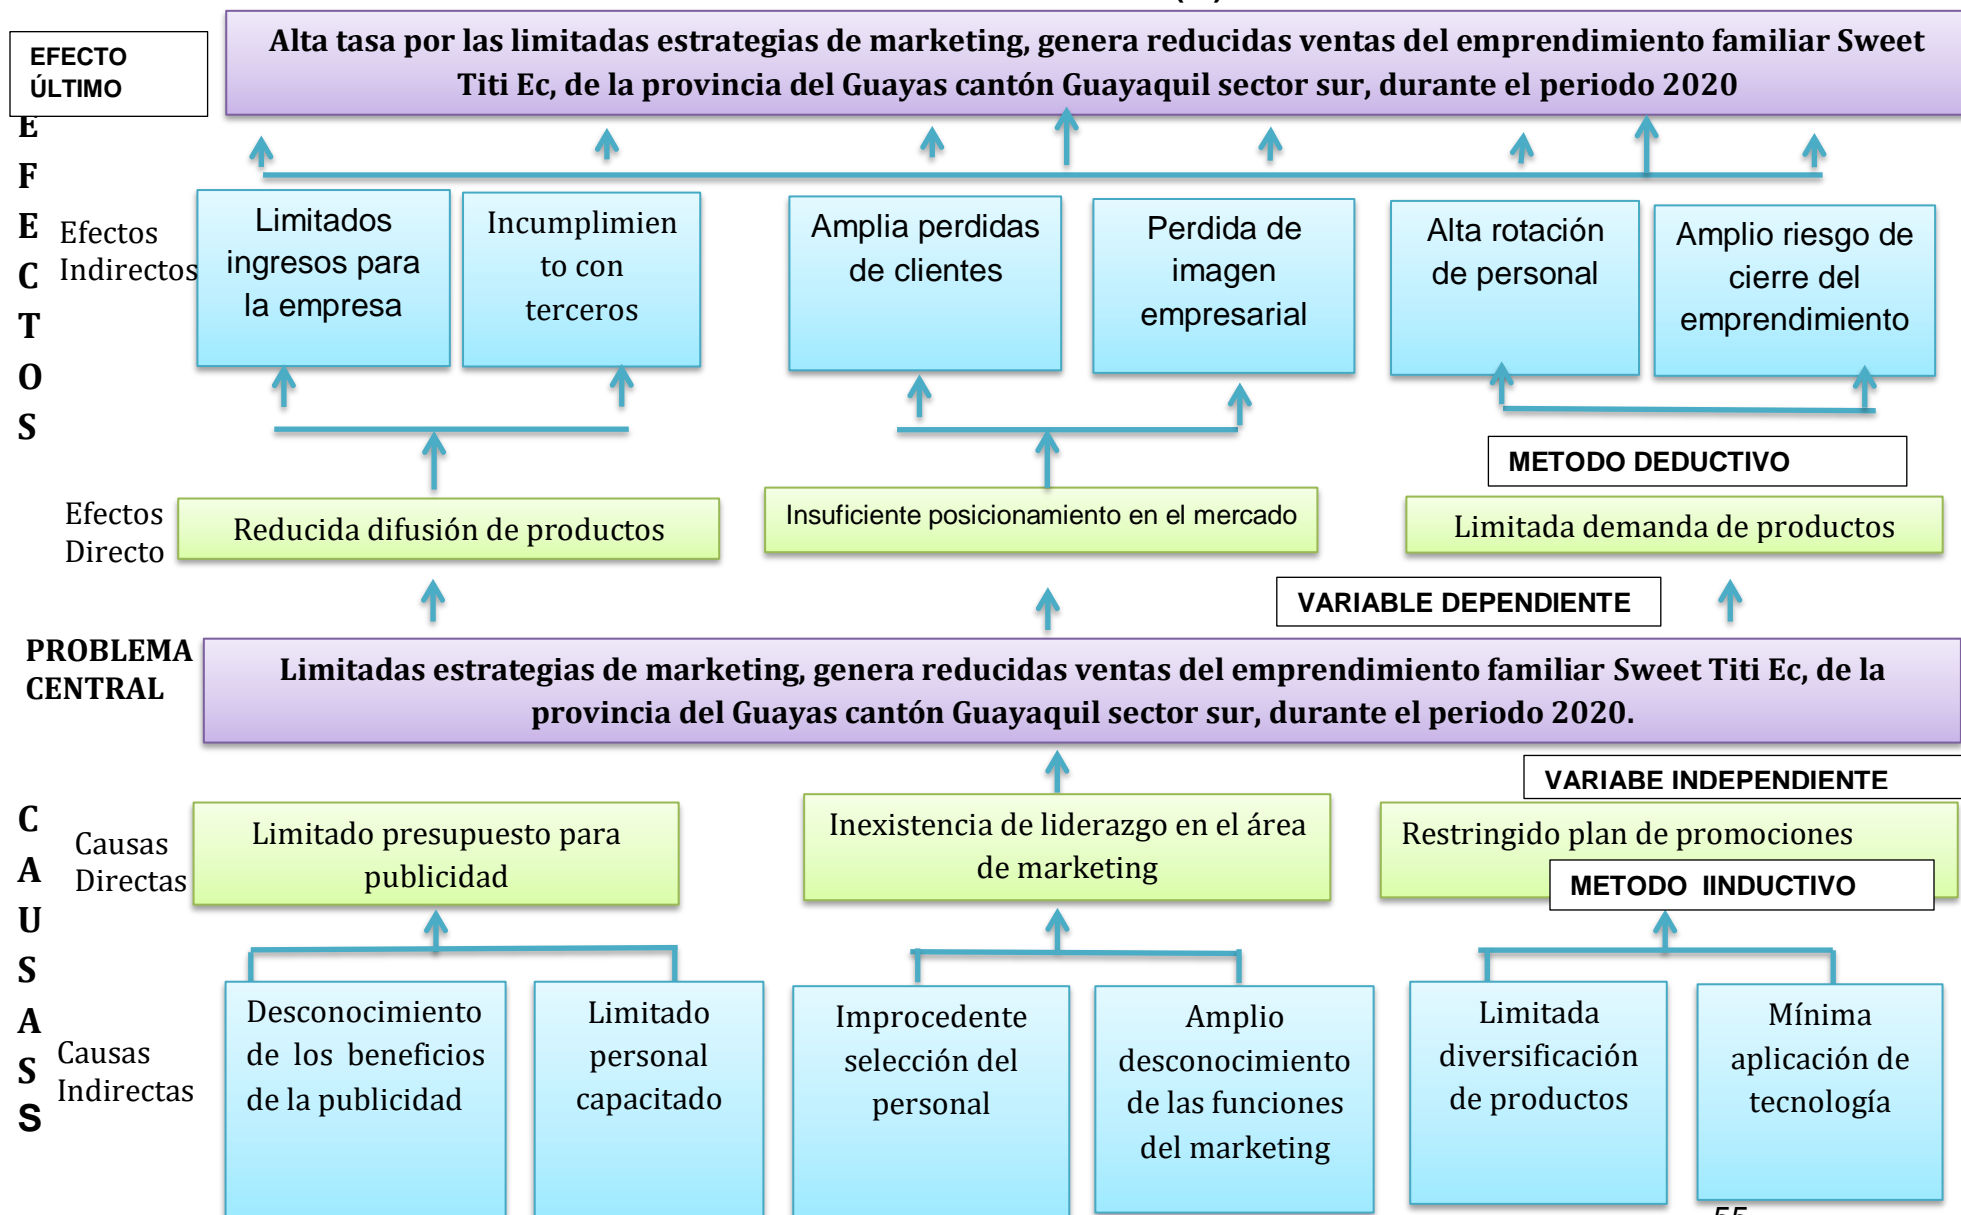 EFECTO
ÚLTIMO
Alta tasa por las limitadas estrategias de marketing, genera reducidas ventas del emprendimiento familiar Sweet
Titi Ec, de la provincia del Guayas cantón Guayaquil sector sur, durante el periodo 2020
E
F
E
C
T
O
S
Efectos
Indirectos
Limitados
ingresos para
la empresa
Incumplimien
to con
terceros
Amplia perdidas
de clientes
Perdida de
imagen
empresarial
Alta rotación
de personal
Amplio riesgo de
cierre del
emprendimiento
METODO DEDUCTIVO
Efectos
Directo
Reducida difusión de productos
Insuficiente posicionamiento en el mercado
Limitada demanda de productos
VARIABLE DEPENDIENTE
PROBLEMA
CENTRAL
Limitadas estrategias de marketing, genera reducidas ventas del emprendimiento familiar Sweet Titi Ec, de la
provincia del Guayas cantón Guayaquil sector sur, durante el periodo 2020.
VARIABE INDEPENDIENTE
C
A
U
S
A
S
S
Causas
Directas
Limitado presupuesto para
publicidad
Inexistencia de liderazgo en el área
de marketing
Restringido plan de promociones
METODO IINDUCTIVO
Causas
Indirectas
Desconocimiento
de los beneficios
de la publicidad
Limitado
personal
capacitado
Improcedente
selección del
personal
Amplio
desconocimiento
de las funciones
del marketing
Limitada
diversificación
de productos
Mínima
aplicación de
tecnología